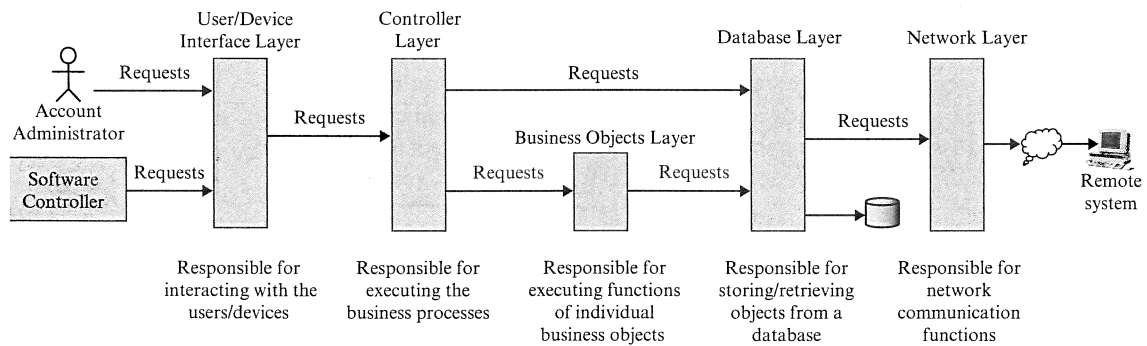 User/Device
Interface Layer
Controller
Layer
Database Layer
Network Layer
Requests
Requests
Account
Administrator
Requests
Requests
Business Objects Layer
Software
Controller
Requests
Requests
Requests
Remote
system
Responsible for
interacting with the
users/devices
Responsible for
executing the
business processes
Responsible for
executing functions
of individual
business objects
Responsible for
storing/retrieving
objects from a
database
Responsible for
network
communication
functions